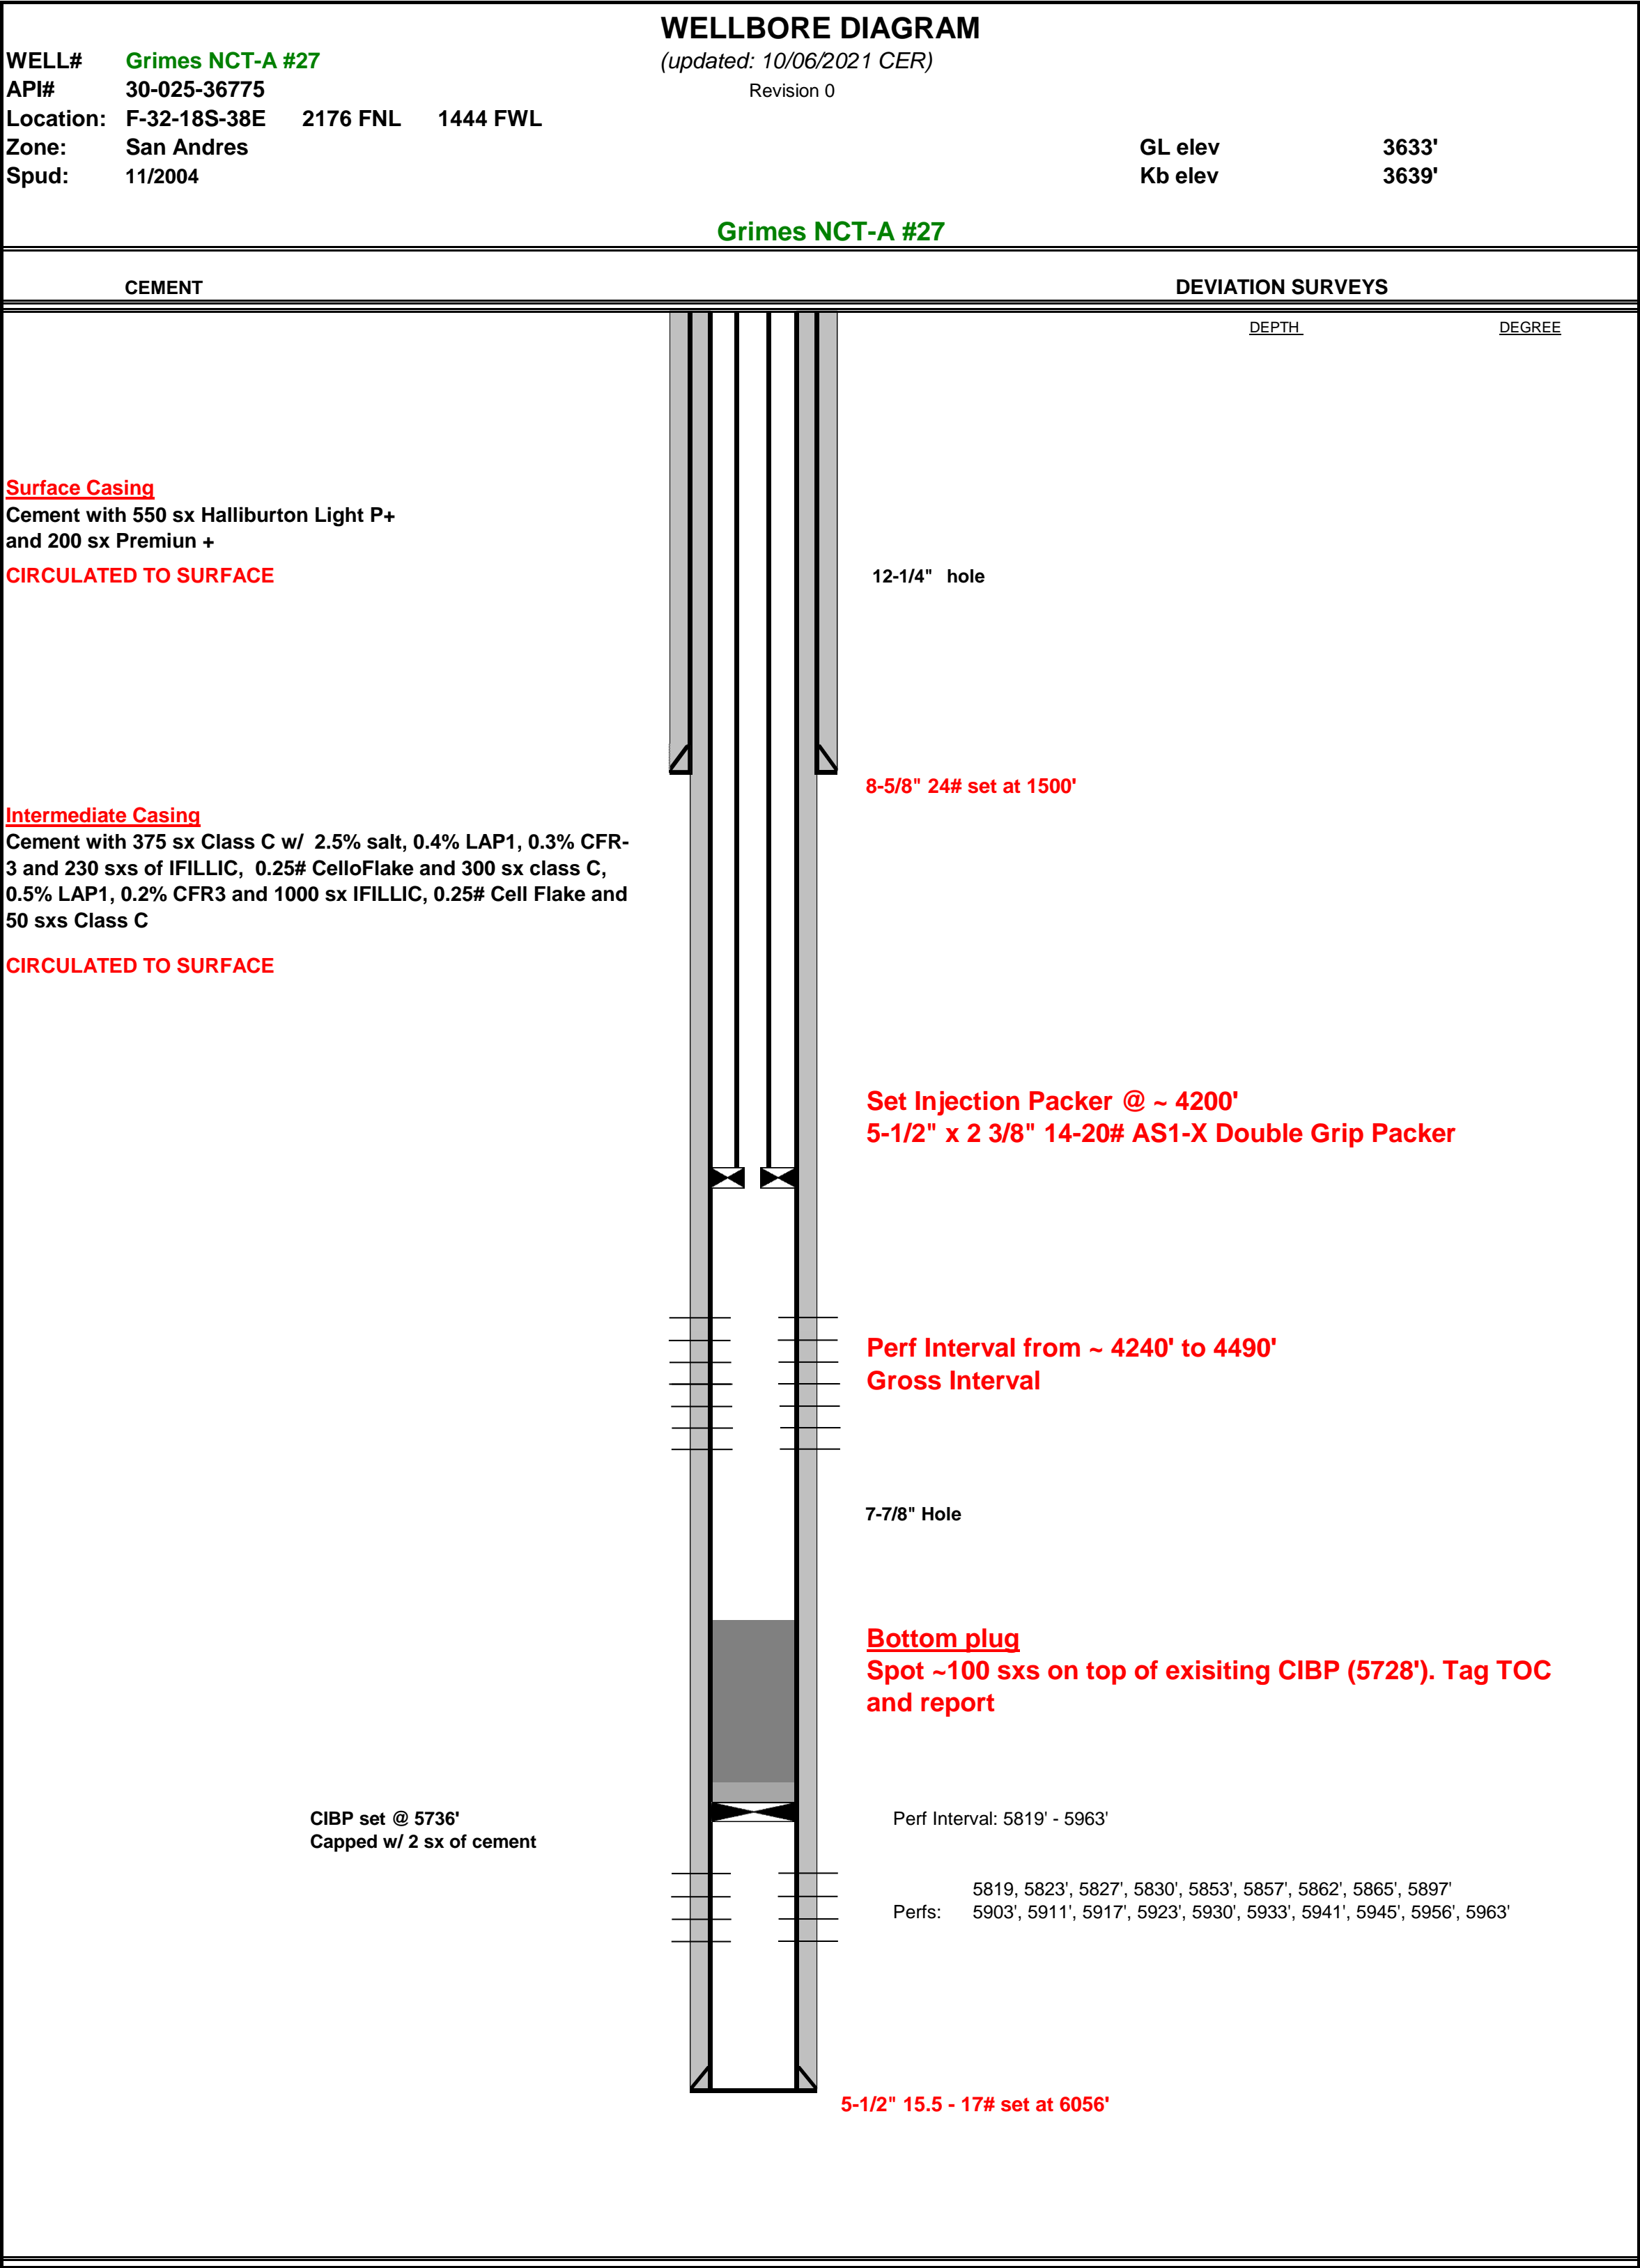 WELLBORE DIAGRAM
WELL# Grimes NCT-A #27 (updated: 10/06/2021 CER)
API# 30-025-36775 Revision 0
Location: F-32-18S-38E 2176 FNL 1444 FWL
Zone: San Andres GL elev 3633'
Spud: 11/2004 Kb elev 3639'
Grimes NCT-A #27
CEMENT DEVIATION SURVEYS
DEPTH DEGREE
Surface Casing
Cement with 550 sx Halliburton Light P+
and 200 sx Premiun +
CIRCULATED TO SURFACE 12-1/4" hole
8-5/8" 24# set at 1500'
Intermediate Casing
Cement with 375 sx Class C w/ 2.5% salt, 0.4% LAP1, 0.3% CFR-
3 and 230 sxs of IFILLIC, 0.25# CelloFlake and 300 sx class C,
0.5% LAP1, 0.2% CFR3 and 1000 sx IFILLIC, 0.25# Cell Flake and
50 sxs Class C
CIRCULATED TO SURFACE
Set Injection Packer @ ~ 4200'
5-1/2" x 2 3/8" 14-20# AS1-X Double Grip Packer
Perf Interval from ~ 4240' to 4490'
Gross Interval
7-7/8" Hole
Bottom plug
Spot ~100 sxs on top of exisiting CIBP (5728'). Tag TOC
and report
CIBP set @ 5736' Perf Interval: 5819' - 5963'
Capped w/ 2 sx of cement
5819, 5823', 5827', 5830', 5853', 5857', 5862', 5865', 5897'
Perfs: 5903', 5911', 5917', 5923', 5930', 5933', 5941', 5945', 5956', 5963'
5-1/2" 15.5 - 17# set at 6056'